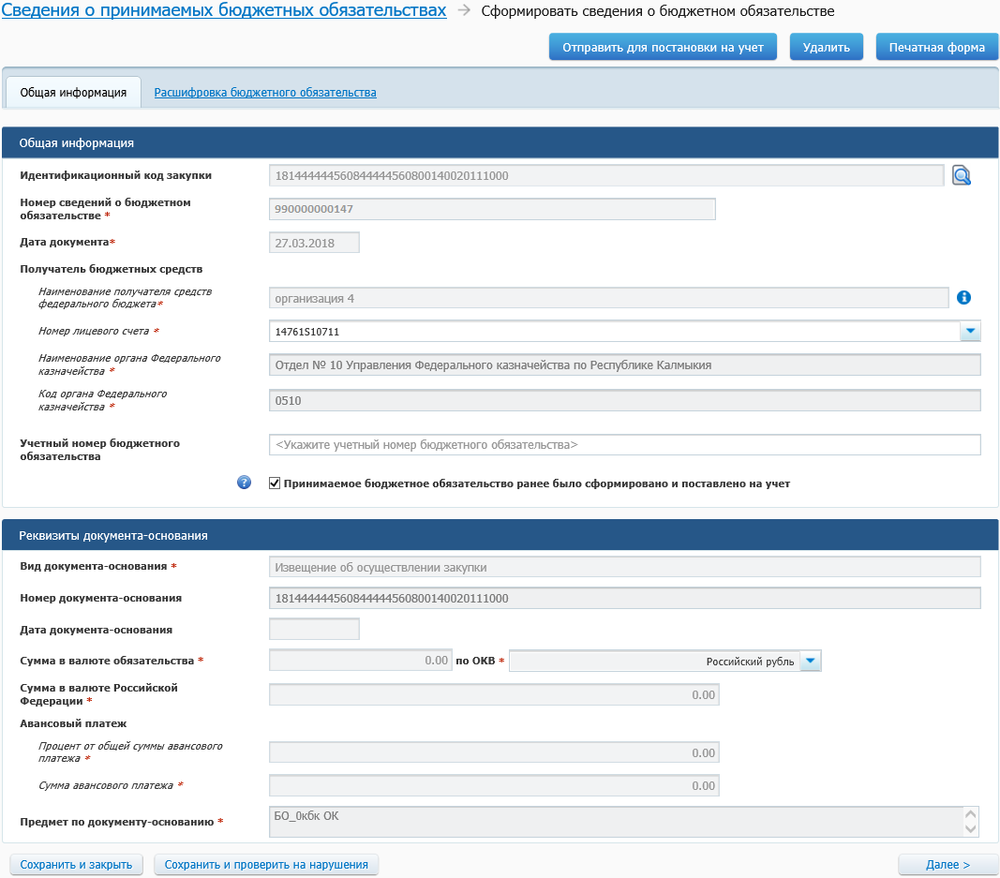 Сведения о принимаемых бюджетных обязательствах → Сформировать сведения о бюджетном обязательстве
Отправить для постановки на учет Удалить Печатная форма
Общая информация Расшифровка бюджетного обязательства
Общая информация
Идентификационный код закупки 181444444560844444560800140020111000
Номер сведений о бюджетном
обязательстве * 990000000147
Дата документа* 27.03.2018
Получатель бюджетных средств
Наименование получателя средств
федерального бюджета* организация 4
Номер лицевого счета * 14761S10711
Наименование органа Федерального
казначейства * Отдел № 10 Управления Федерального казначейства по Республике Калмыкия
Код органа Федерального
казначейства * 0510
Учетный номер бюджетного
обязательства <Укажите учетный номер бюджетного обязательства>
Принимаемое бюджетное обязательство ранее было сформировано и поставлено на учет
Реквизиты документа-основания
Вид документа-основания * Извещение об осуществлении закупки
Номер документа-основания 181444444560844444560800140020111000
Дата документа-основания
Сумма в валюте обязательства * 0.00 по ОКВ * Российский рубль
Сумма в валюте Российской
Федерации * 0.00
Авансовый платеж
Процент от общей суммы авансового
платежа * 0.00
Сумма авансового платежа * 0.00
Предмет по документу-основанию * БО_0кбк ОК
Сохранить и закрыть Сохранить и проверить на нарушения Далее >